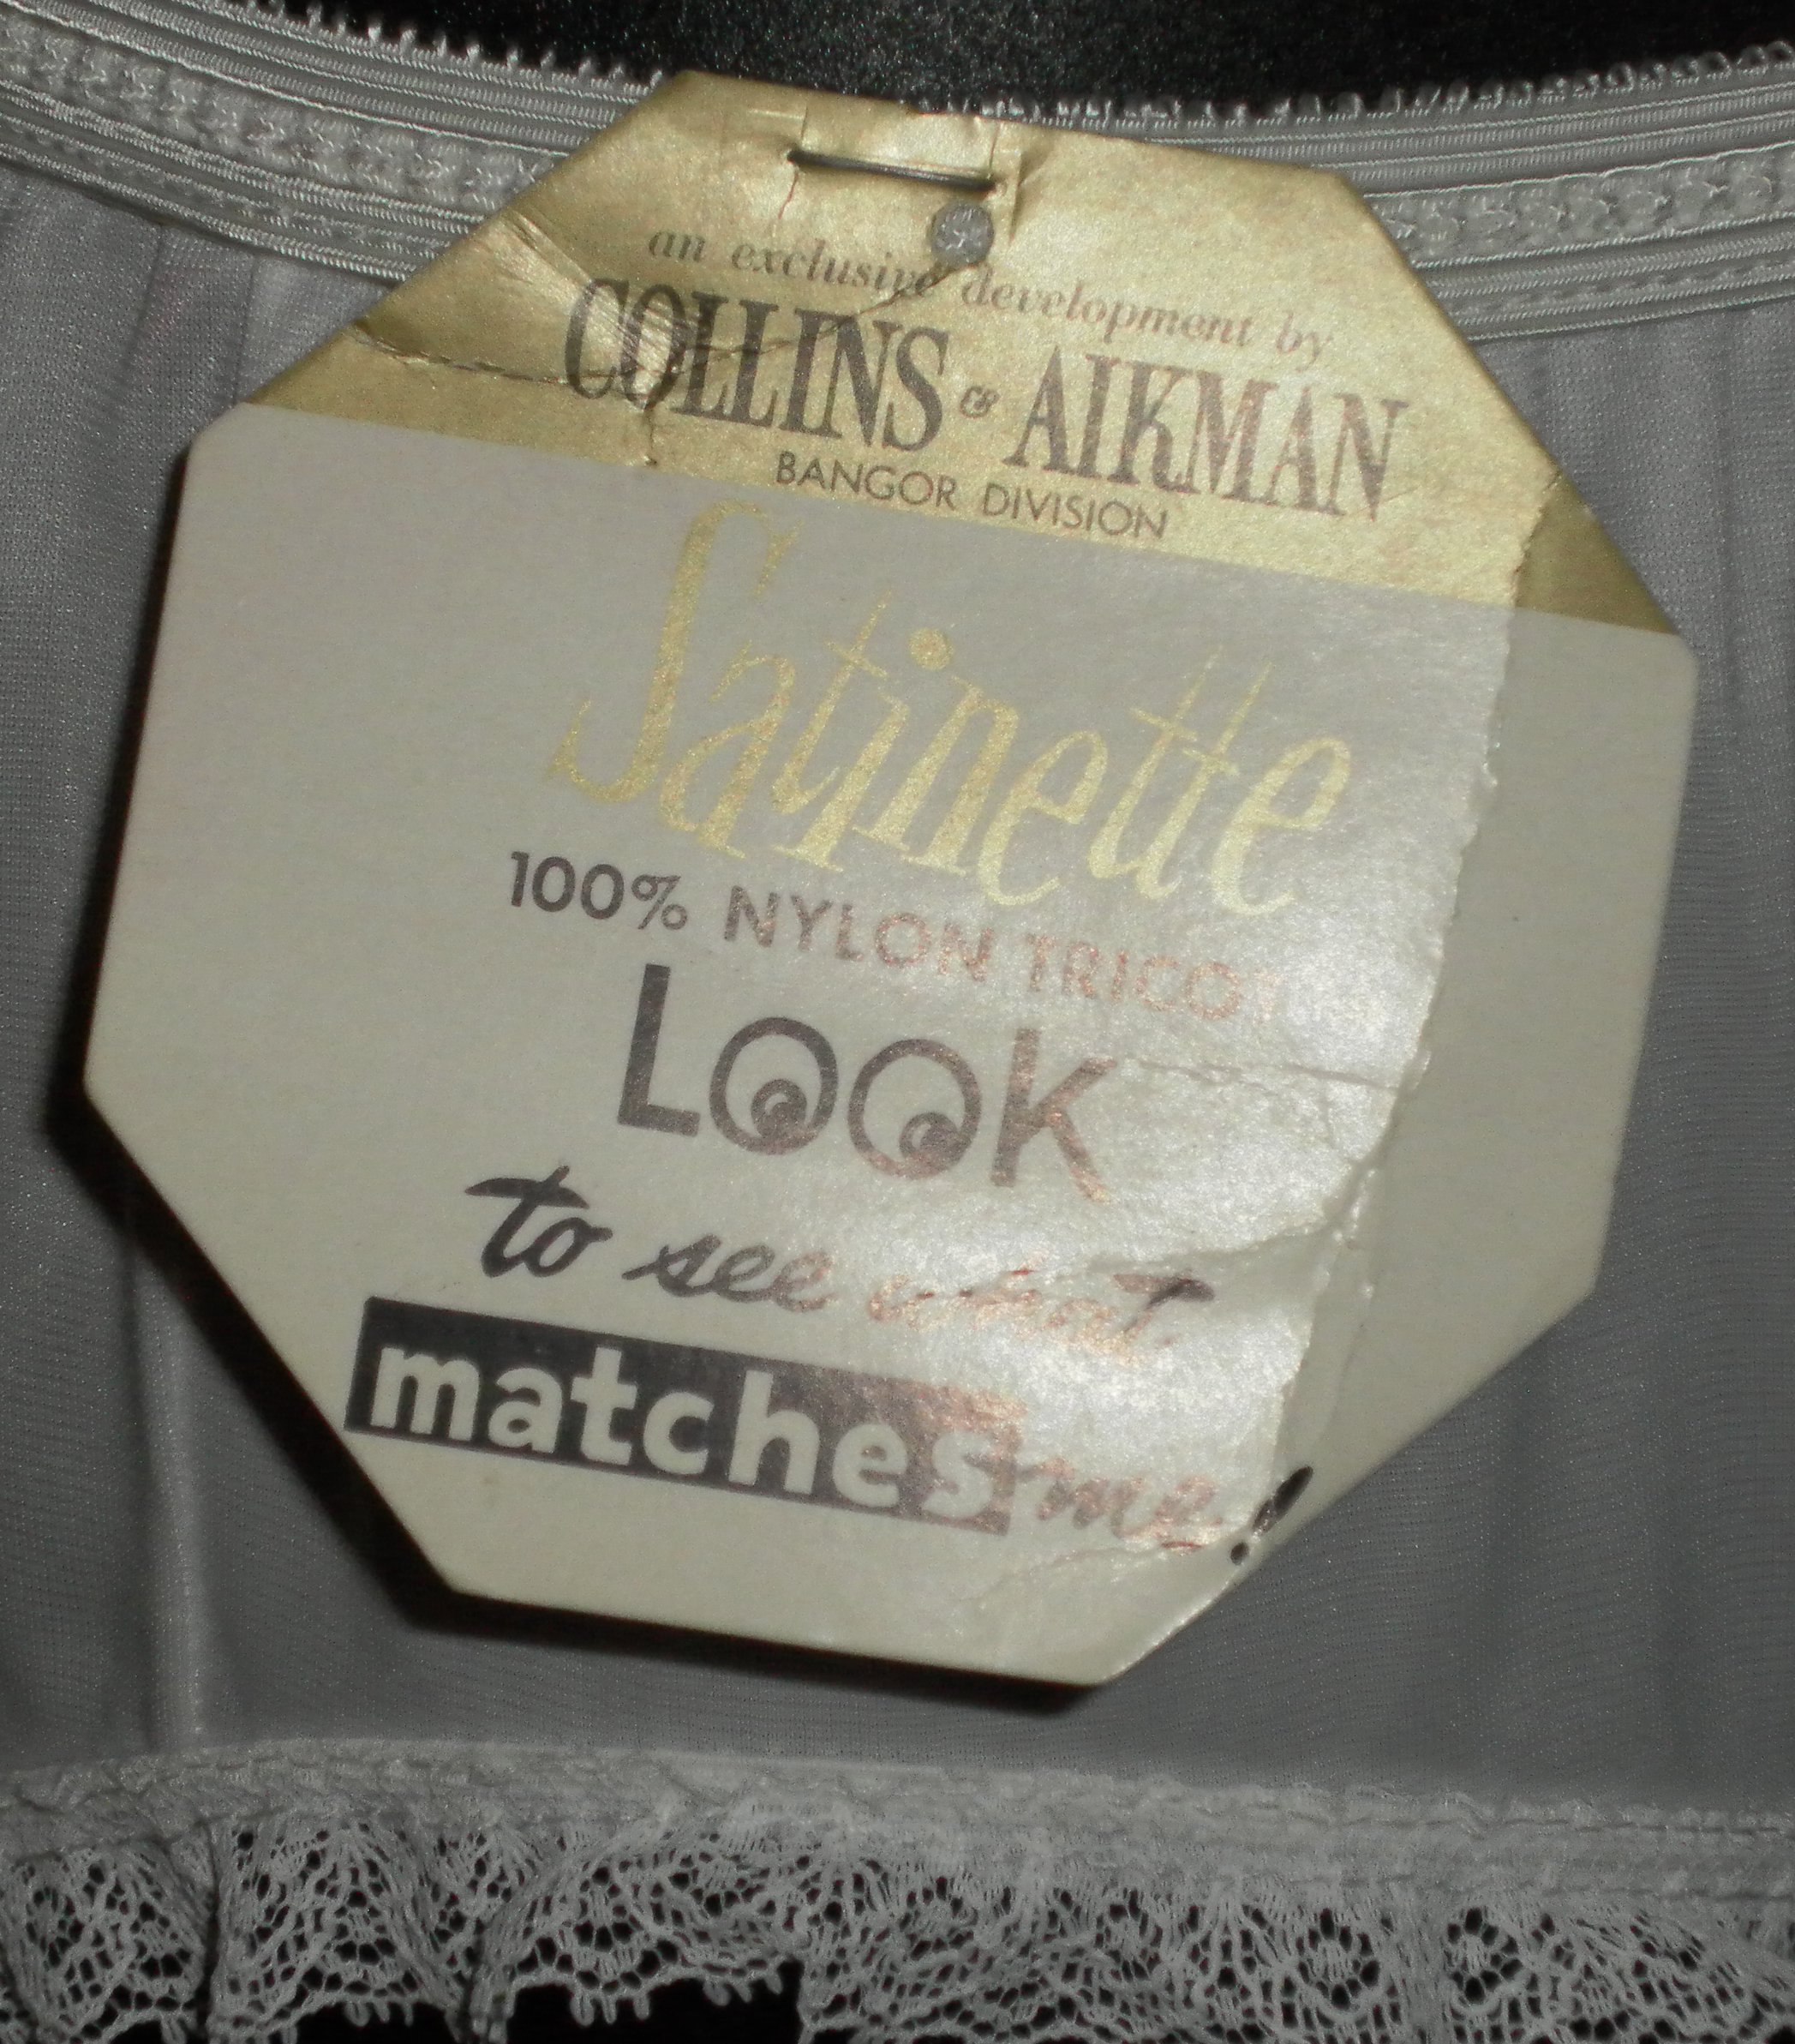 an exclusive development by
COLLINS & AIKMAN
BANGOR DIVISION
Satinette
100% NYLON TRICOT
LOOK
to see what
matches me!